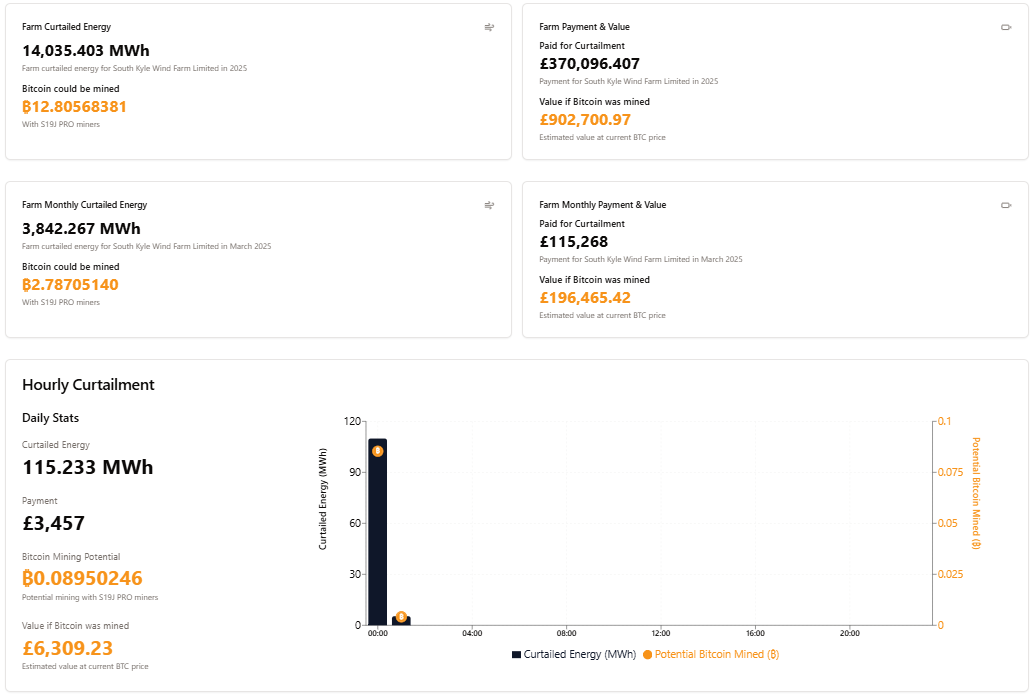 Farm Curtailed Energy
14,035.403 MWh
Farm curtailed energy for South Kyle Wind Farm Limited in 2025
Bitcoin could be mined
₿12.80568381
With S19J PRO miners
Farm Payment & Value
Paid for Curtailment
£370,096.407
Payment for South Kyle Wind Farm Limited in 2025
Value if Bitcoin was mined
£902,700.97
Estimated value at current BTC price
Farm Monthly Curtailed Energy
3,842.267 MWh
Farm curtailed energy for South Kyle Wind Farm Limited in March 2025
Bitcoin could be mined
₿2.78705140
With S19J PRO miners
Farm Monthly Payment & Value
Paid for Curtailment
£115,268
Payment for South Kyle Wind Farm Limited in March 2025
Value if Bitcoin was mined
£196,465.42
Estimated value at current BTC price
Hourly Curtailment
Daily Stats
Curtailed Energy
115.233 MWh
Payment
£3,457
Bitcoin Mining Potential
₿0.08950246
Potential mining with S19J PRO miners
Value if Bitcoin was mined
£6,309.23
Estimated value at current BTC price
Curtailed Energy (MWh)
120
90
60
30
0
₿
₿
00:00
04:00
08:00
12:00
16:00
20:00
0.1
0.075
0.05
0.025
0
Potential Bitcoin Mined (₿)
Curtailed Energy (MWh)
Potential Bitcoin Mined (₿)